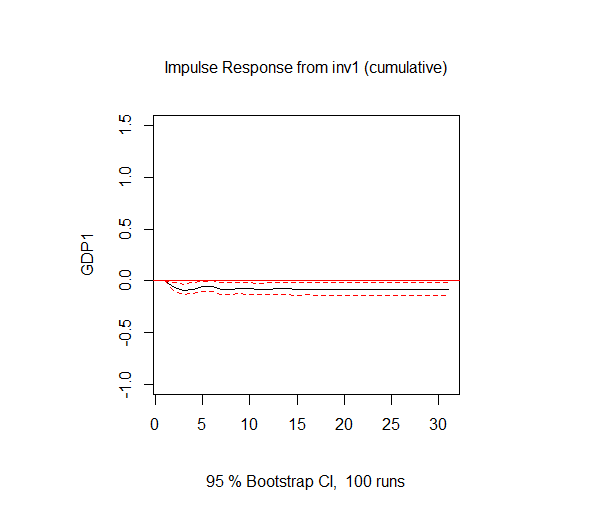 Impulse Response from inv1 (cumulative)
1.5
1.0
0.5
0.0
-0.5
-1.0
GDP1
0 5 10 15 20 25 30
95 % Bootstrap CI,  100 runs